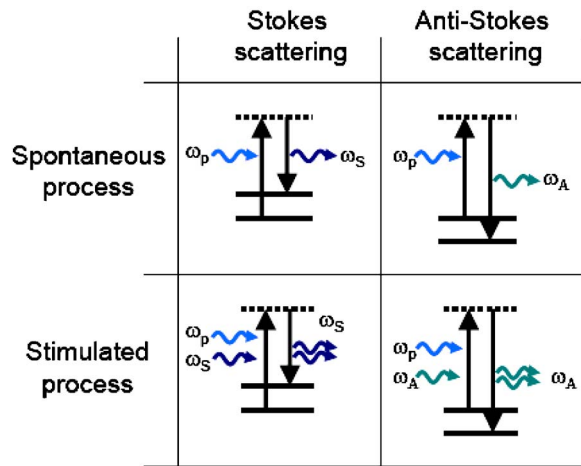 Stokes
scattering
Anti-Stokes
scattering
Spontaneous
process
ωp
ωS
ωp
ωA
Stimulated
process
ωp
ωS
ωS
ωp
ωA
ωA